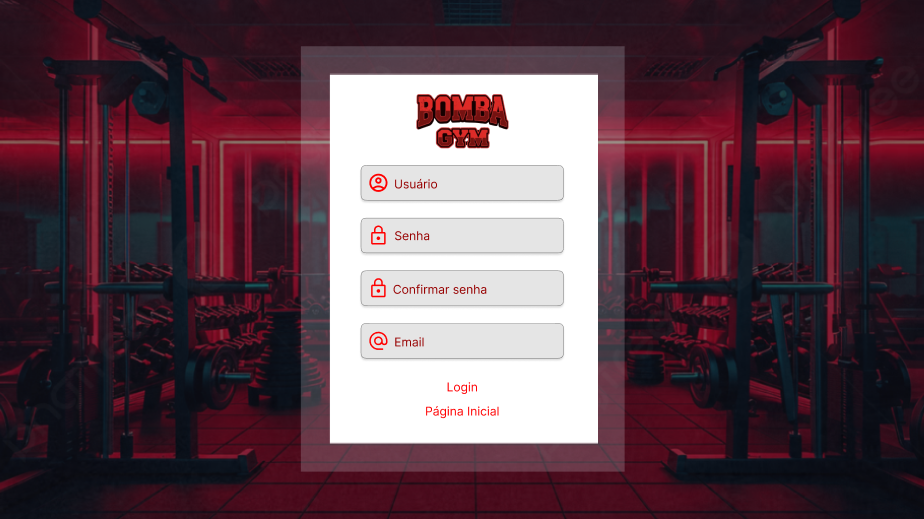 BOMBA
GYM
Usuário
Senha
Confirmar senha
Email
Login
Página Inicial